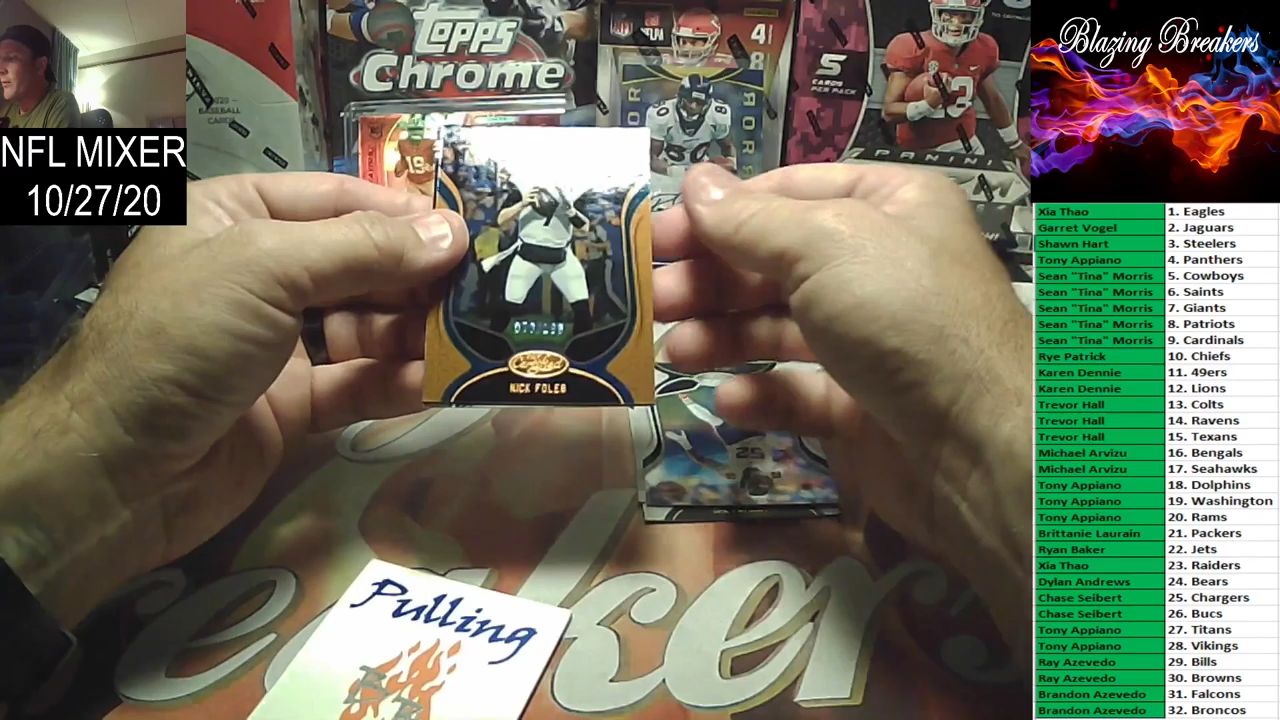 NFL MIXER
10/27/20
TOPPS
Chrome
5
CARDS
PER PACK
PANINI
Blazing Breakers
NICK FOLES
Pulling
Xia Thao 1. Eagles
Garret Vogel 2. Jaguars
Shawn Hart 3. Steelers
Tony Appiano 4. Panthers
Sean "Tina" Morris 5. Cowboys
Sean "Tina" Morris 6. Saints
Sean "Tina" Morris 7. Giants
Sean "Tina" Morris 8. Patriots
Sean "Tina" Morris 9. Cardinals
Rye Patrick 10. Chiefs
Karen Dennie 11. 49ers
Karen Dennie 12. Lions
Trevor Hall 13. Colts
Trevor Hall 14. Ravens
Trevor Hall 15. Texans
Michael Arvizu 16. Bengals
Michael Arvizu 17. Seahawks
Tony Appiano 18. Dolphins
Tony Appiano 19. Washington
Tony Appiano 20. Rams
Brittanie Laurain 21. Packers
Ryan Baker 22. Jets
Xia Thao 23. Raiders
Dylan Andrews 24. Bears
Chase Seibert 25. Chargers
Chase Seibert 26. Bucs
Tony Appiano 27. Titans
Tony Appiano 28. Vikings
Ray Azevedo 29. Bills
Ray Azevedo 30. Browns
Brandon Azevedo 31. Falcons
Brandon Azevedo 32. Broncos